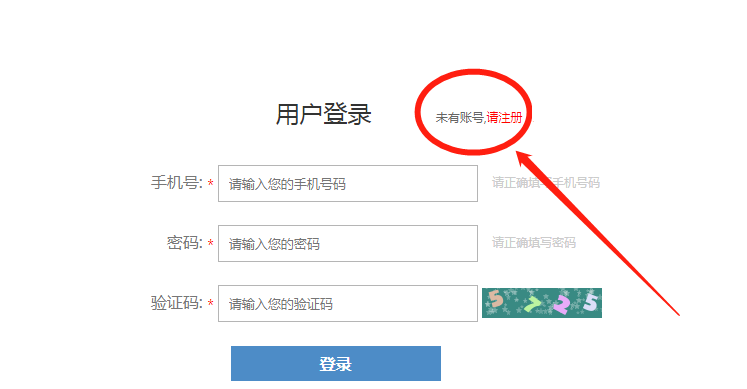 用户登录 未有账号,请注册
手机号: * 请输入您的手机号码 请正确填写手机号码
密码: * 请输入您的密码 请正确填写密码
验证码: * 请输入您的验证码 5725
登录